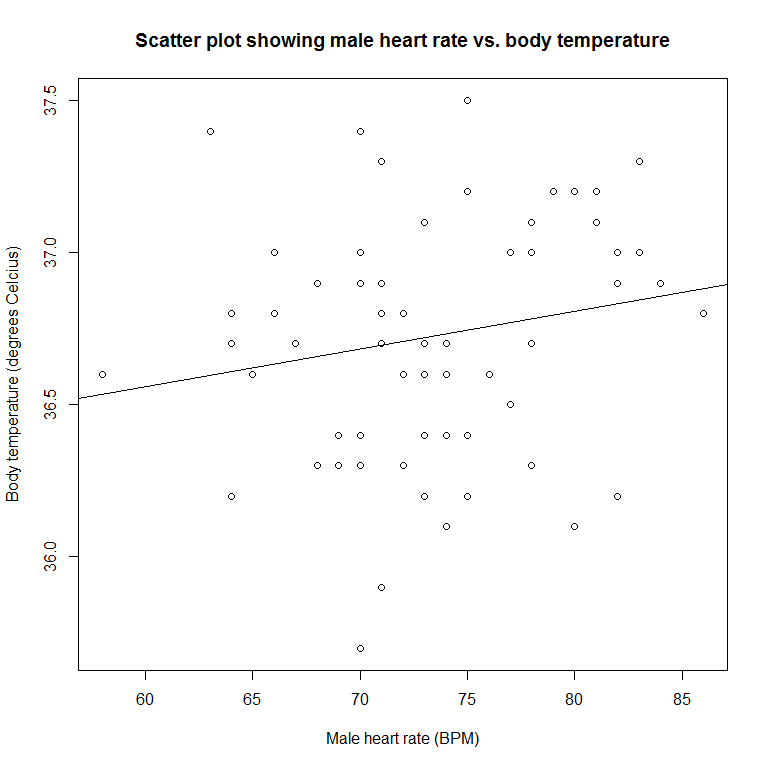 Scatter plot showing male heart rate vs. body temperature
Body temperature (degrees Celcius)
37.5
37.0
36.5
36.0
60 65 70 75 80 85
Male heart rate (BPM)